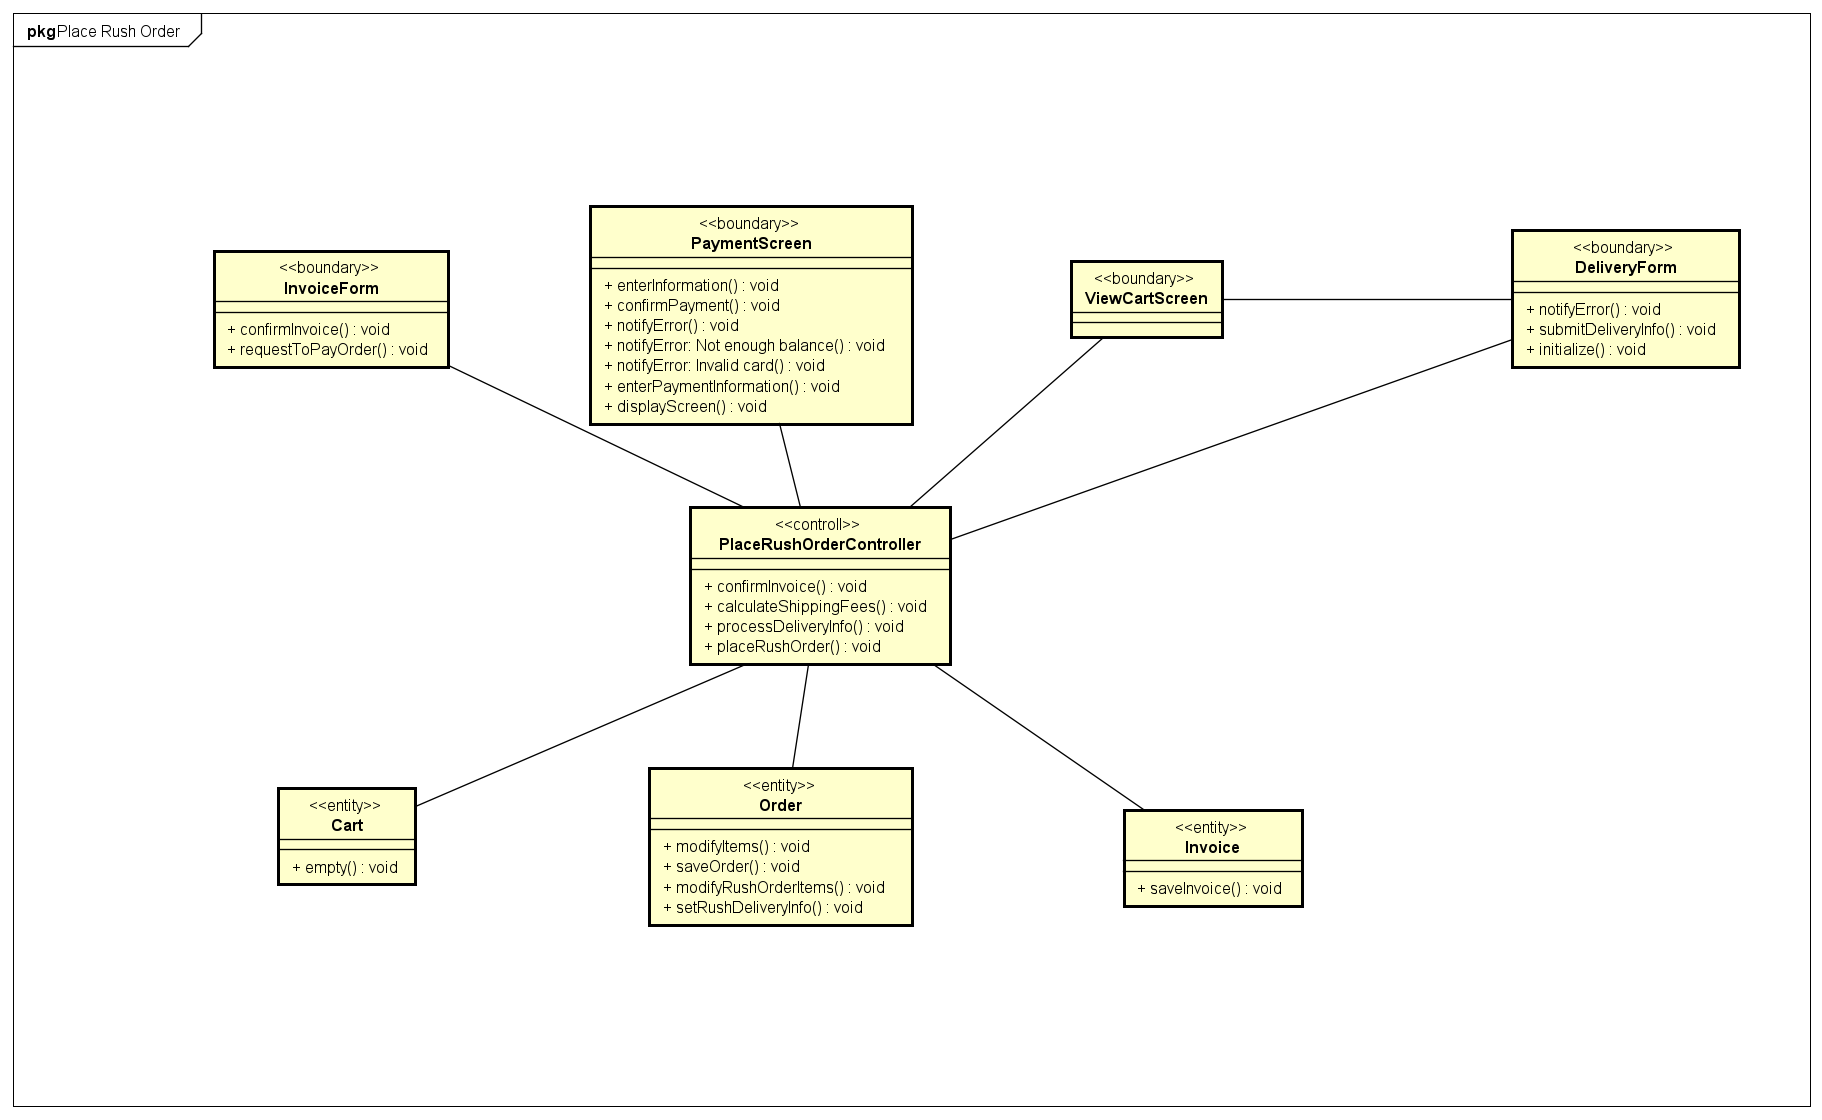 pkg Place Rush Order
<<boundary>>
InvoiceForm
+ confirmInvoice() : void
+ requestToPayOrder() : void
<<boundary>>
PaymentScreen
+ enterInformation() : void
+ confirmPayment() : void
+ notifyError() : void
+ notifyError: Not enough balance() : void
+ notifyError: Invalid card() : void
+ enterPaymentInformation() : void
+ displayScreen() : void
<<boundary>>
ViewCartScreen
<<boundary>>
DeliveryForm
+ notifyError() : void
+ submitDeliveryInfo() : void
+ initialize() : void
<<controll>>
PlaceRushOrderController
+ confirmInvoice() : void
+ calculateShippingFees() : void
+ processDeliveryInfo() : void
+ placeRushOrder() : void
<<entity>>
Cart
+ empty() : void
<<entity>>
Order
+ modifyItems() : void
+ saveOrder() : void
+ modifyRushOrderItems() : void
+ setRushDeliveryInfo() : void
<<entity>>
Invoice
+ saveInvoice() : void